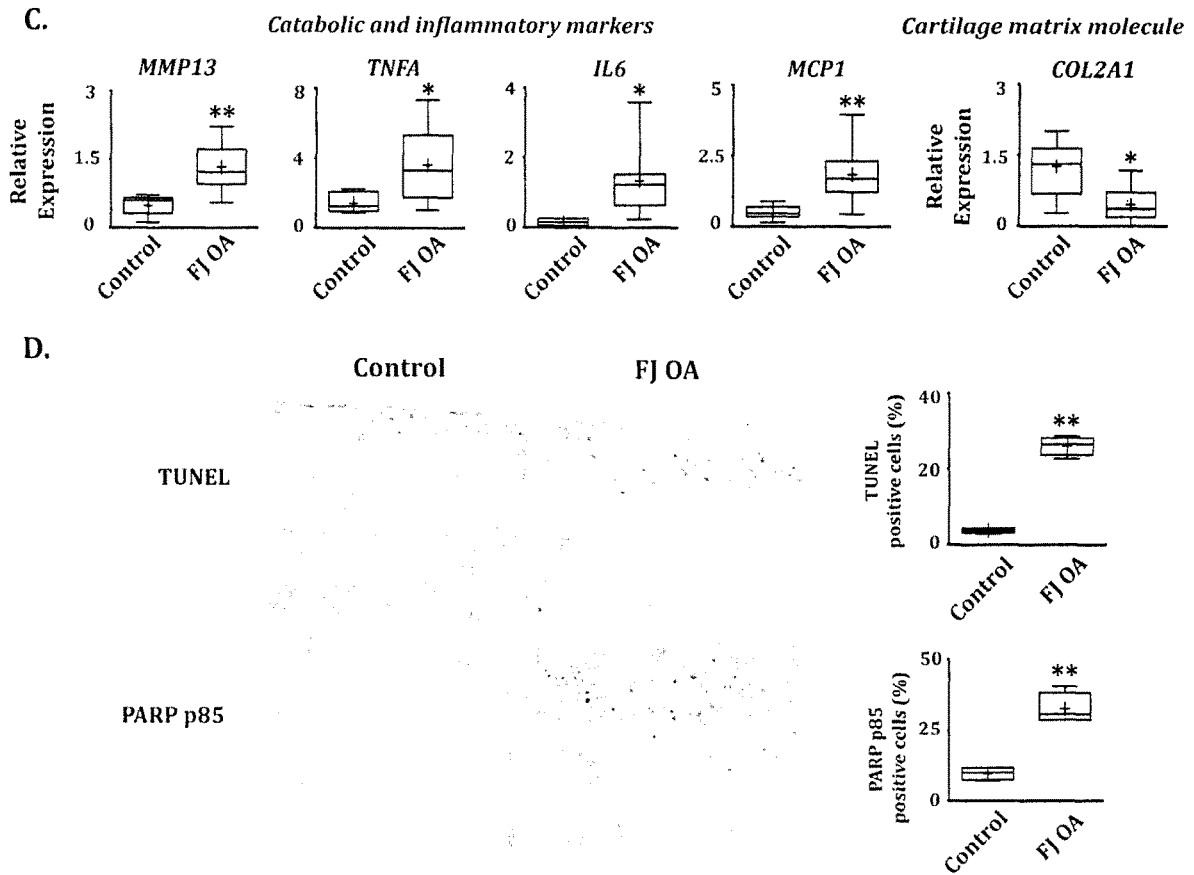 C.
Catabolic and inflammatory markers
Cartilage matrix molecule
MMP13
TNFA
IL6
MCP1
COL2A1
Relative
Expression
3
1.5
0
**
Control
FJ OA
8
4
0
*
Control
FJ OA
4
2
0
*
Control
FJ OA
5
2.5
0
**
Control
FJ OA
Relative
Expression
3
1.5
0
*
Control
FJ OA
D.
Control
FJ OA
TUNEL
TUNEL
positive cells (%)
40
20
0
**
Control
FJ OA
PARP p85
PARP p85
positive cells (%)
50
25
0
**
Control
FJ OA